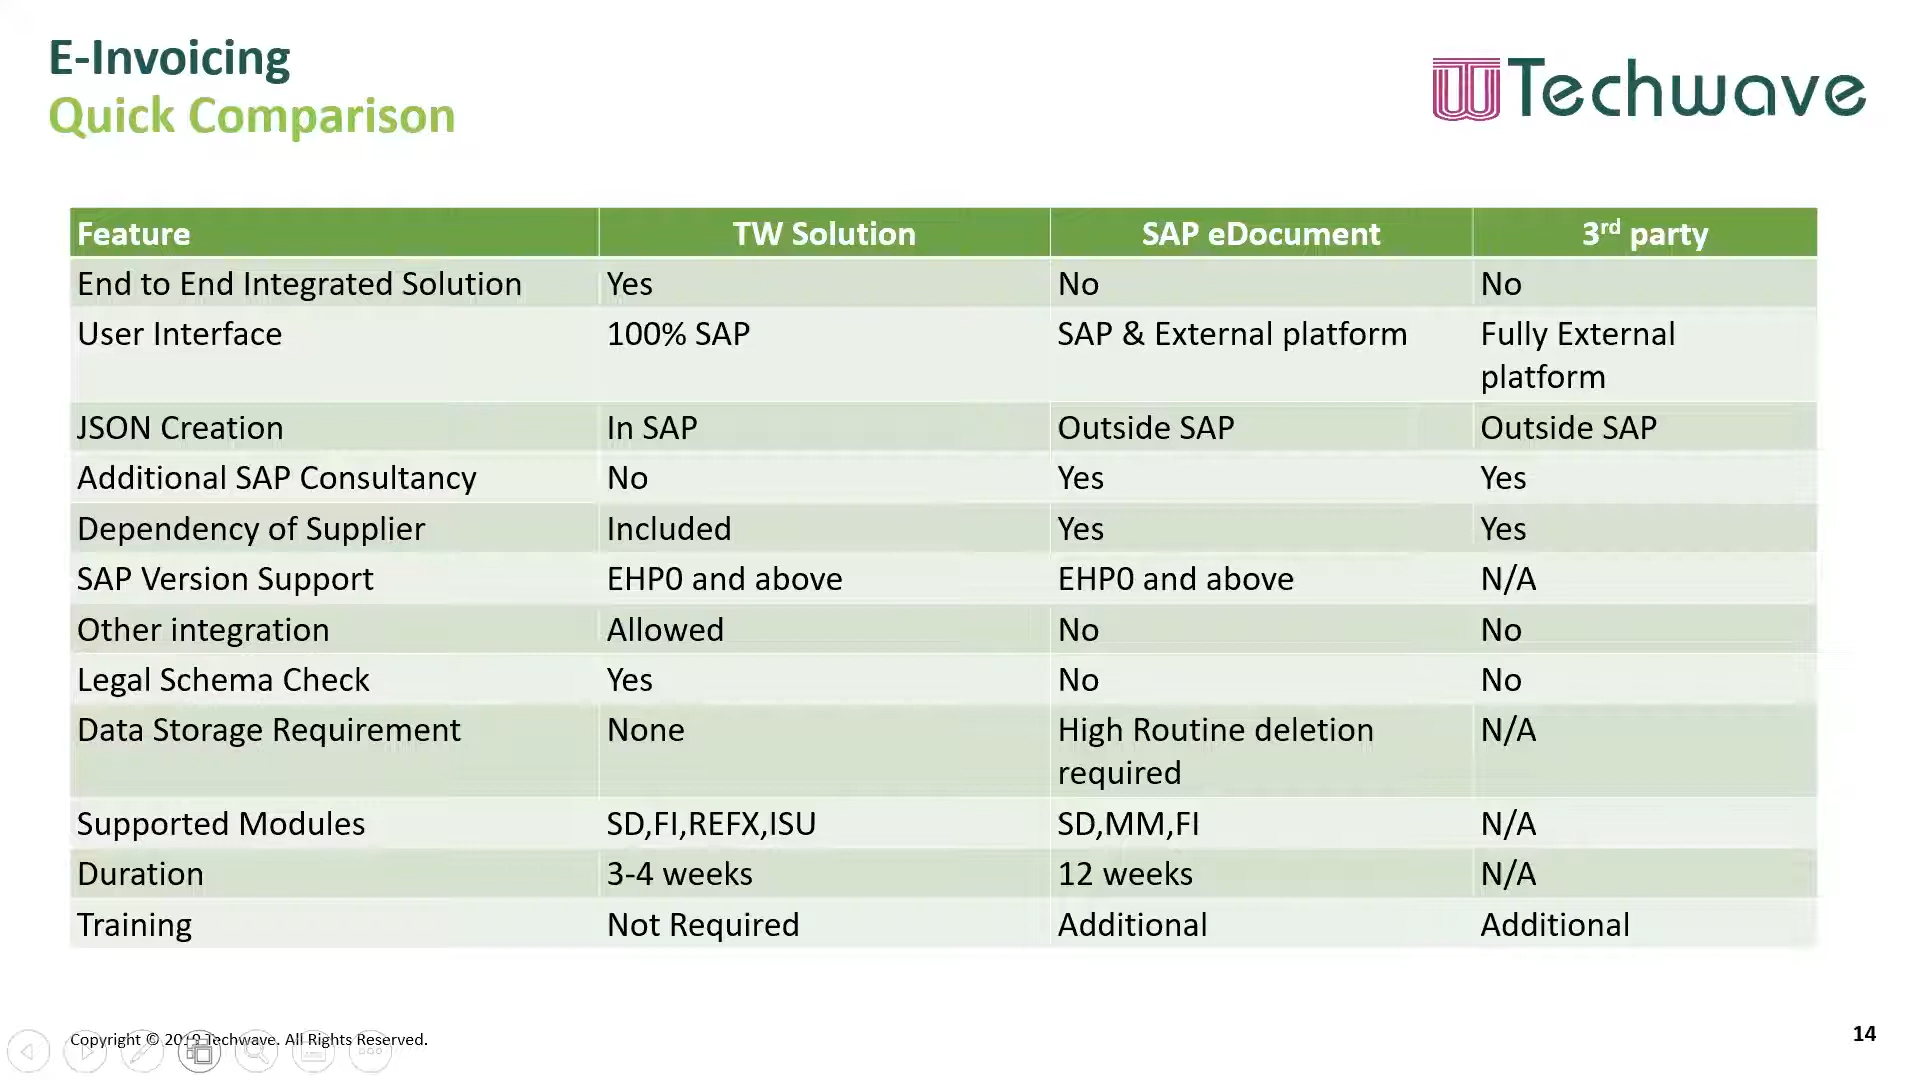 E-Invoicing
Quick Comparison
Techwave
Feature TW Solution SAP eDocument 3rd party
End to End Integrated Solution Yes No No
User Interface 100% SAP SAP & External platform Fully External
platform
JSON Creation In SAP Outside SAP Outside SAP
Additional SAP Consultancy No Yes Yes
Dependency of Supplier Included Yes Yes
SAP Version Support EHP0 and above EHP0 and above N/A
Other integration Allowed No No
Legal Schema Check Yes No No
Data Storage Requirement None High Routine deletion N/A
required
Supported Modules SD,FI,REFX,ISU SD,MM,FI N/A
Duration 3-4 weeks 12 weeks N/A
Training Not Required Additional Additional
Copyright © Techwave. All Rights Reserved.
14